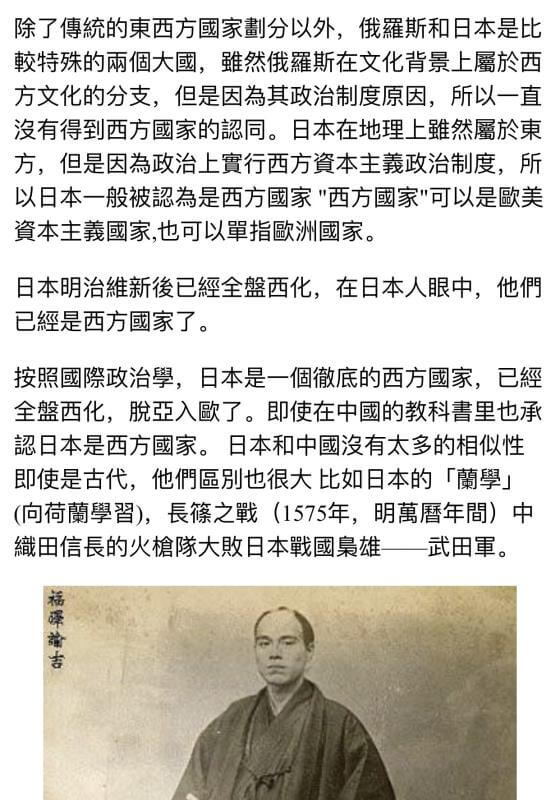 除了傳統的東西方國家劃分以外，俄羅斯和日本是比
較特殊的兩個大國，雖然俄羅斯在文化背景上屬於西
方文化的分支，但是因為其政治制度原因，所以一直
沒有得到西方國家的認同。日本在地理上雖然屬於東
方，但是因為政治上實行西方資本主義政治制度，所
以日本一般被認為是西方國家 "西方國家"可以是歐美
資本主義國家,也可以單指歐洲國家。
日本明治維新後已經全盤西化，在日本人眼中，他們
已經是西方國家了。
按照國際政治學，日本是一個徹底的西方國家，已經
全盤西化，脫亞入歐了。即使在中國的教科書里也承
認日本是西方國家。 日本和中國沒有太多的相似性
即使是古代，他們區別也很大 比如日本的「蘭學」
(向荷蘭學習)，長篠之戰（1575年，明萬曆年間）中
織田信長的火槍隊大敗日本戰國梟雄——武田軍。
福澤諭吉